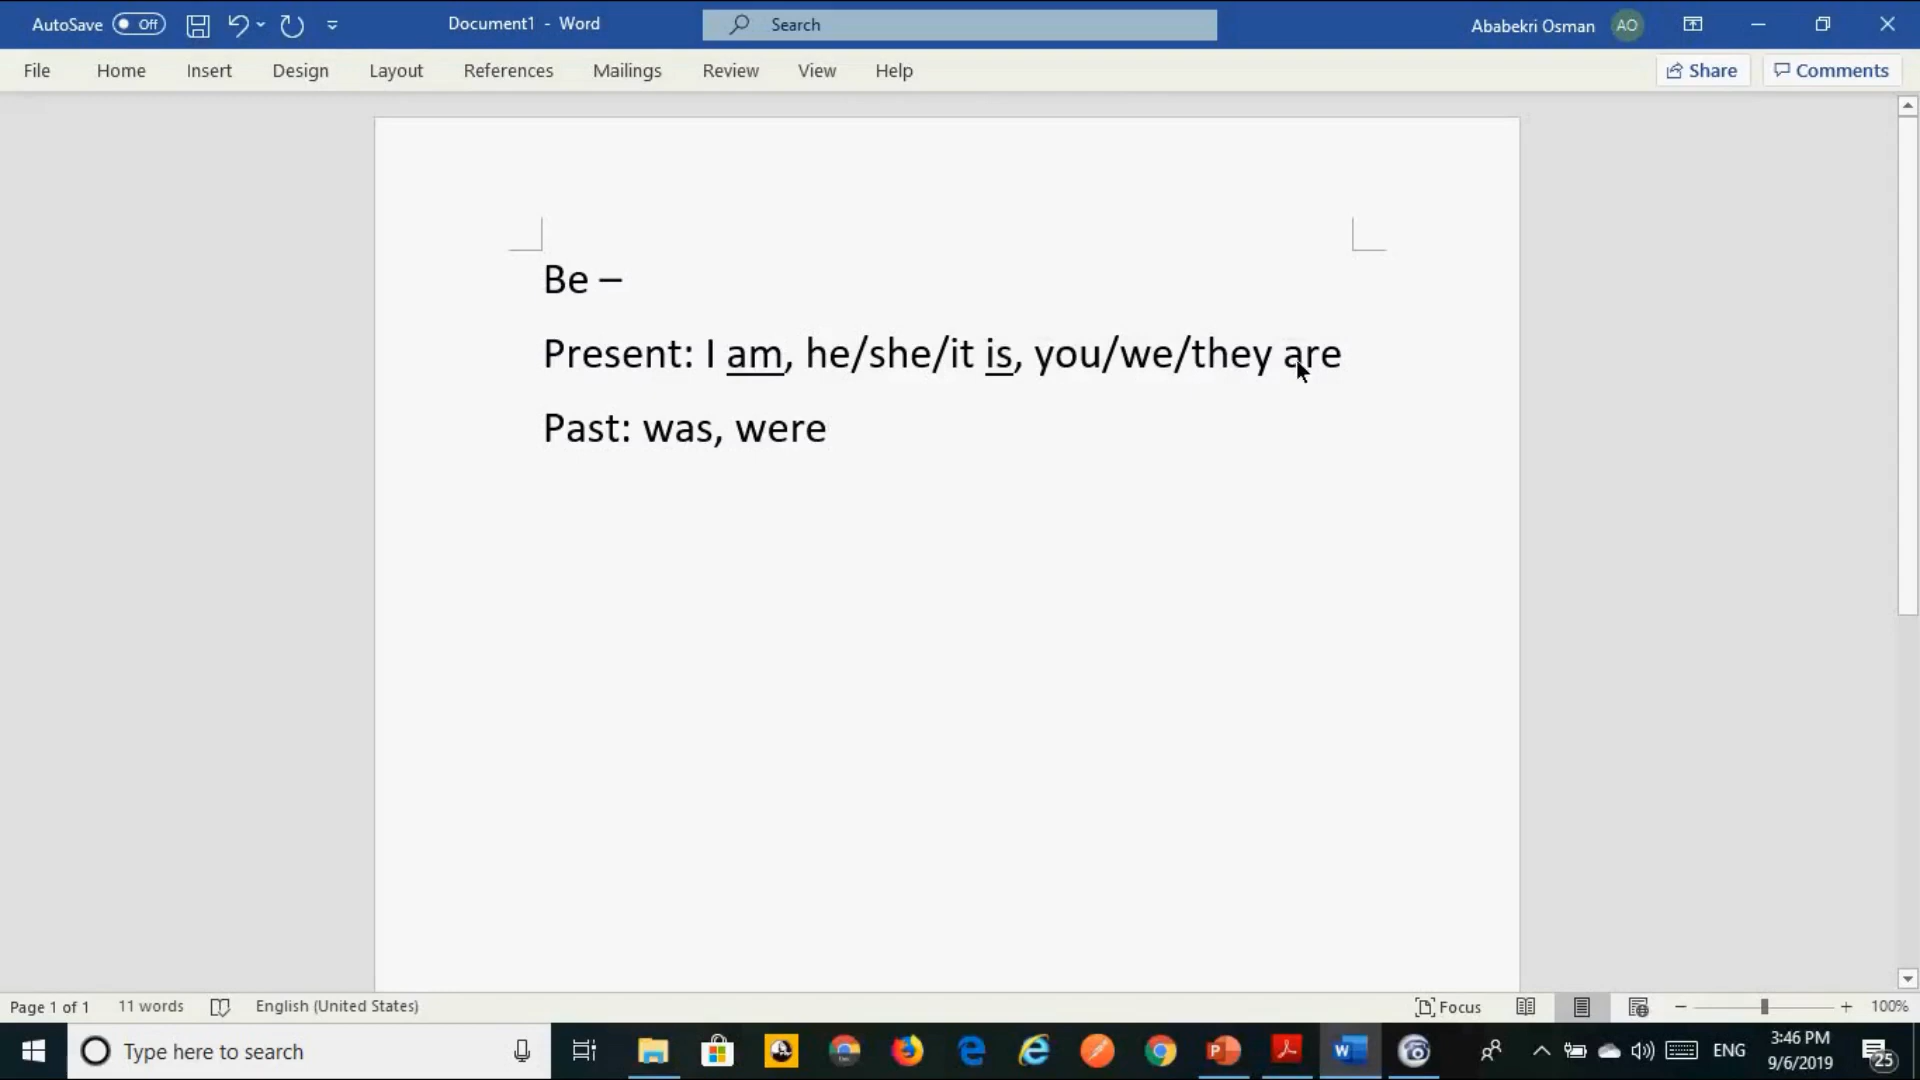 AutoSave Off Document1 - Word Search Ababekri Osman AO
File Home Insert Design Layout References Mailings Review View Help Share Comments
Be –
Present: I am, he/she/it is, you/we/they are
Past: was, were
Page 1 of 1 11 words English (United States) Focus 100%
Type here to search ENG 3:46 PM
9/6/2019 25